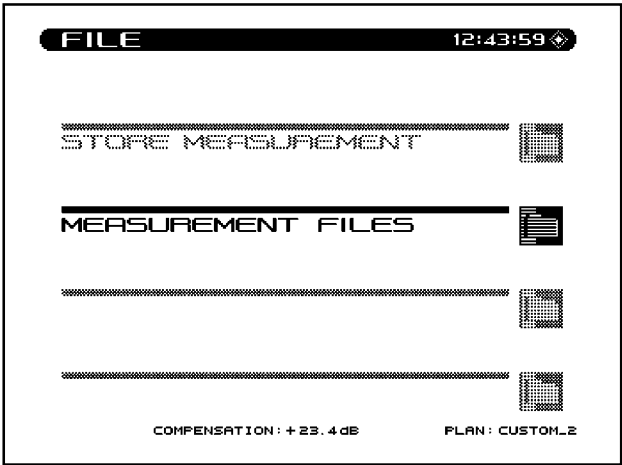 FILE 12:43:59
STORE MEASUREMENT
MEASUREMENT FILES
COMPENSATION:+23.4dB PLAN: CUSTOM_2